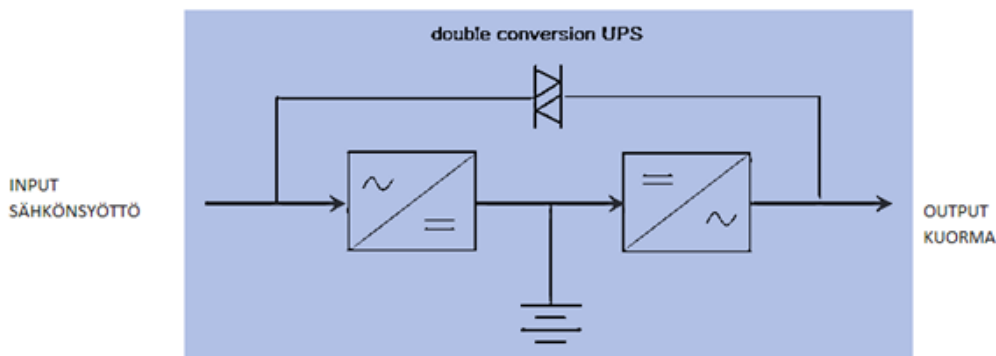 double conversion UPS
INPUT
SÄHKÖNSYÖTTÖ
OUTPUT
KUORMA